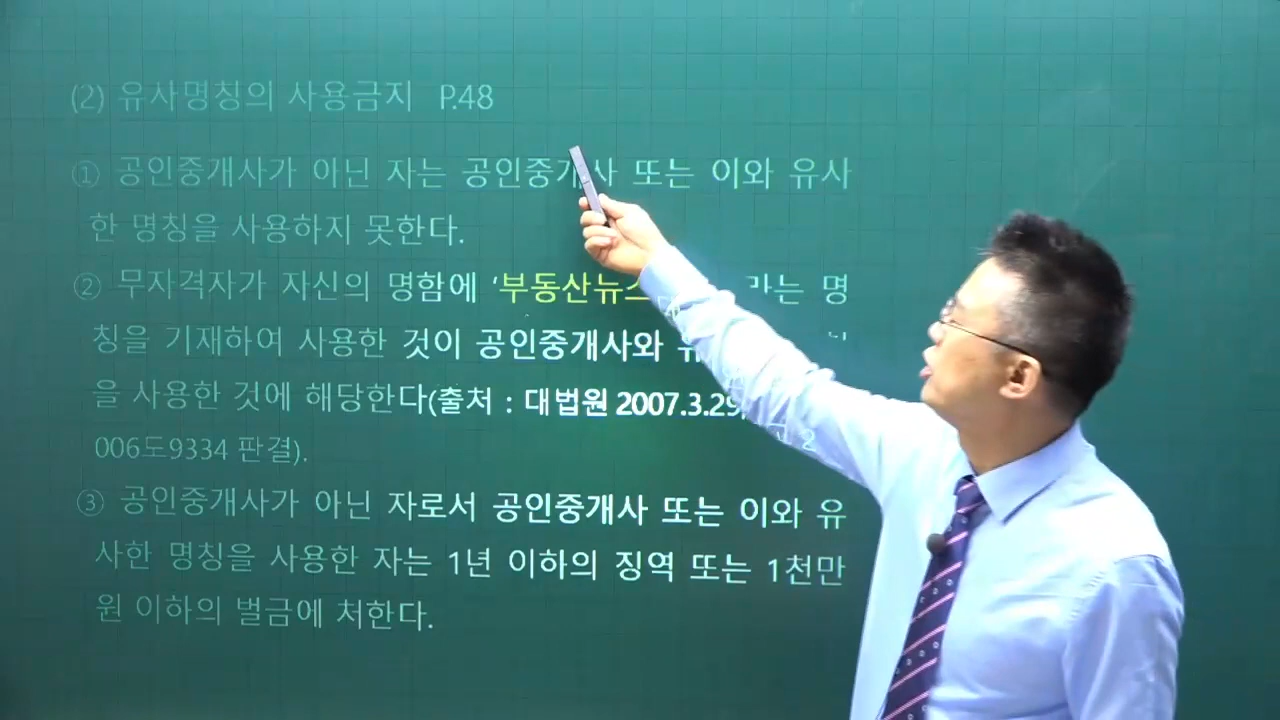 (2) 유사명칭의 사용금지 P.48
① 공인중개사가 아닌 자는 공인중개사 또는 이와 유사
한 명칭을 사용하지 못한다.
② 무자격자가 자신의 명함에 '부동산뉴스 명
칭을 기재하여 사용한 것이 공인중개사와
을 사용한 것에 해당한다(출처 : 대법원 2007.3.29, 2
006도9334 판결).
③ 공인중개사가 아닌 자로서 공인중개사 또는 이와 유
사한 명칭을 사용한 자는 1년 이하의 징역 또는 1천만
원 이하의 벌금에 처한다.